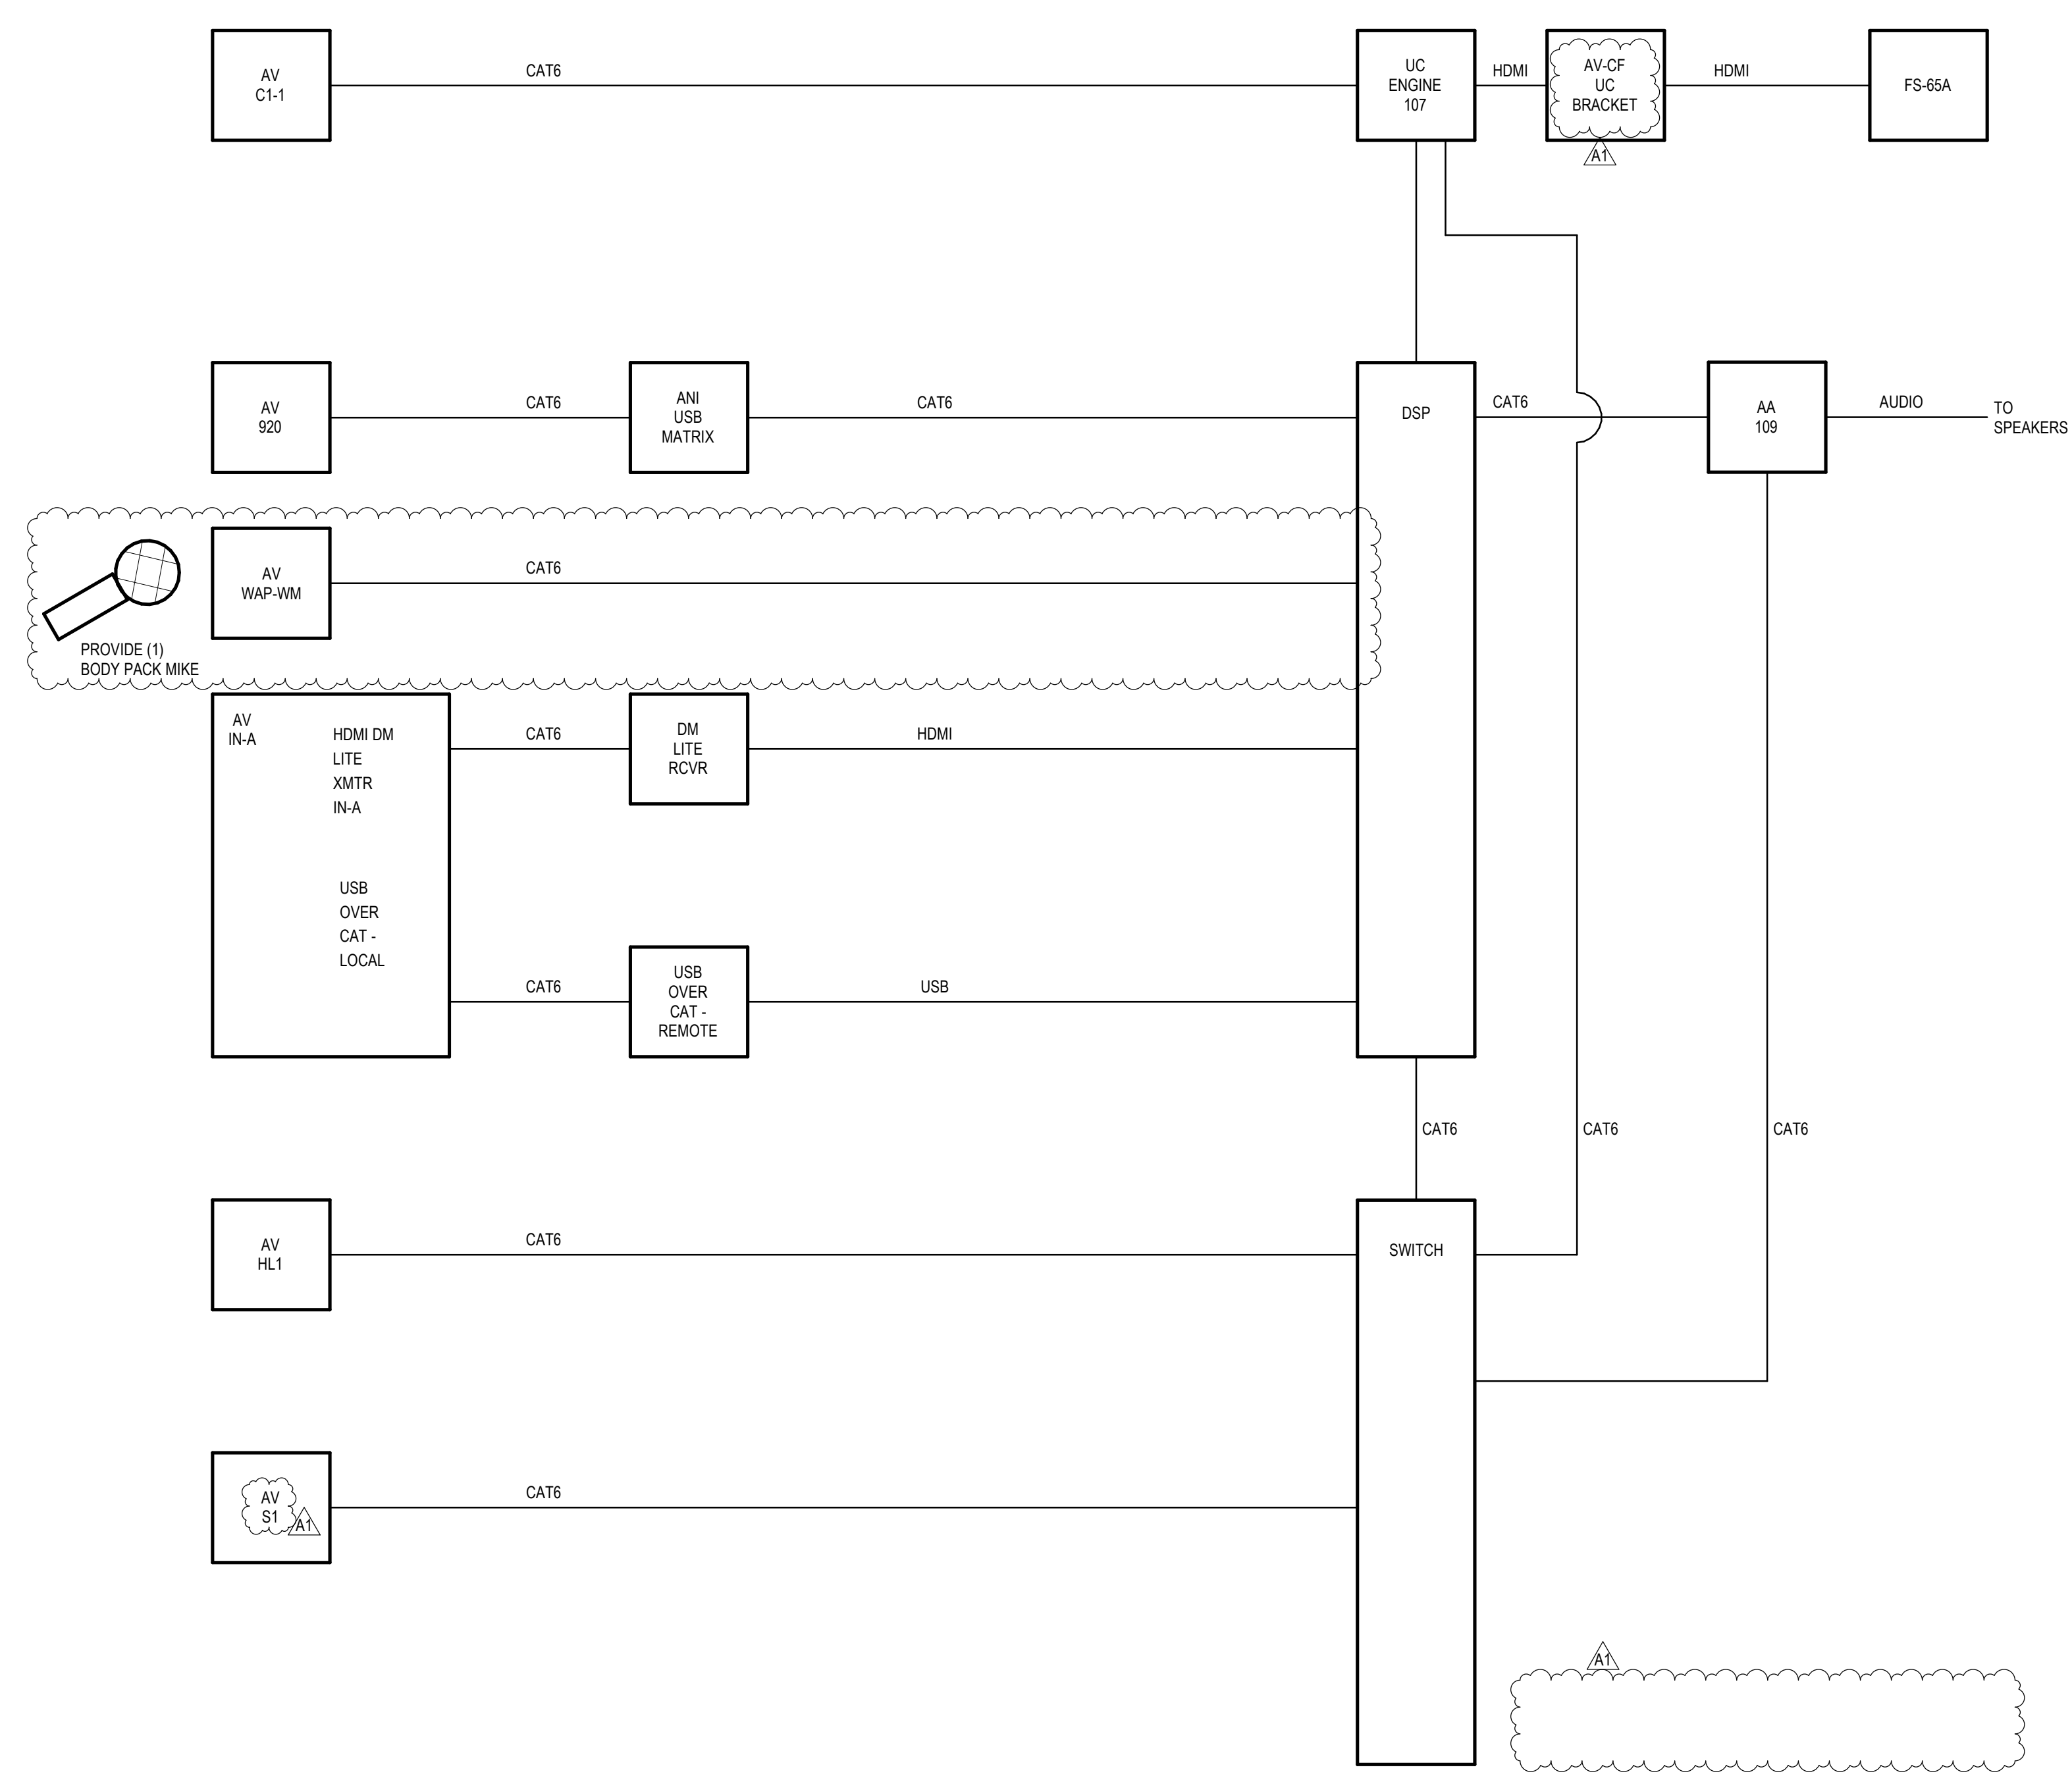 AV
C1-1
CAT6
UC
ENGINE
107
HDMI
AV-CF
UC
BRACKET
A1
HDMI
FS-65A
AV
920
CAT6
ANI
USB
MATRIX
CAT6
DSP
CAT6
AA
109
AUDIO
TO
SPEAKERS
AV
WAP-WM
CAT6
PROVIDE (1)
BODY PACK MIKE
AV
IN-A
HDMI DM
LITE
XMTR
IN-A
CAT6
DM
LITE
RCVR
HDMI
USB
OVER
CAT -
LOCAL
CAT6
USB
OVER
CAT -
REMOTE
USB
CAT6
CAT6
CAT6
AV
HL1
CAT6
SWITCH
AV
S1
A1
CAT6
A1